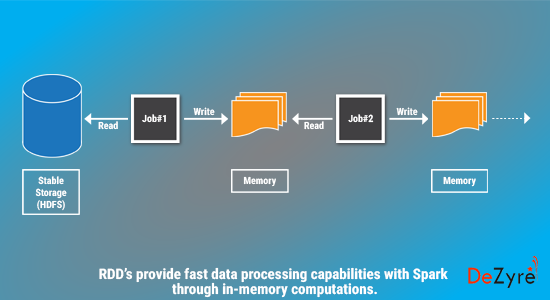 Job#1
Write
Read
Job#2
Write
Read
Stable
Storage
(HDFS)
Memory
Memory
RDD's provide fast data processing capabilities with Spark
through in-memory computations.
DeZyre